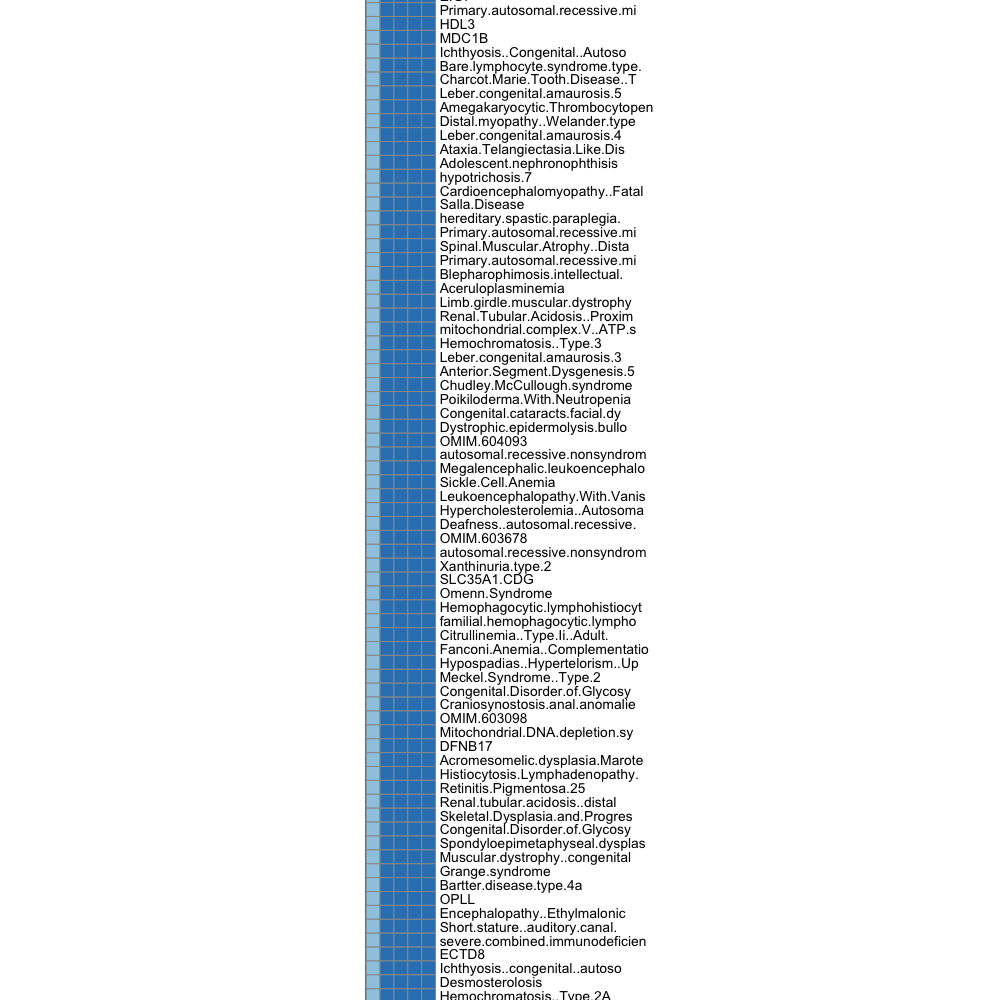 Primary.autosomal.recessive.mi
HDL3
MDC1B
Ichthyosis..Congenital..Autoso
Bare.lymphocyte.syndrome.type.
Charcot.Marie.Tooth.Disease..T
Leber.congenital.amaurosis.5
Amegakaryocytic.Thrombocytopen
Distal.myopathy..Welander.type
Leber.congenital.amaurosis.4
Ataxia.Telangiectasia.Like.Dis
Adolescent.nephronophthisis
hypotrichosis.7
Cardioencephalomyopathy..Fatal
Salla.Disease
hereditary.spastic.paraplegia.
Primary.autosomal.recessive.mi
Spinal.Muscular.Atrophy..Dista
Primary.autosomal.recessive.mi
Blepharophimosis.intellectual.
Aceruloplasminemia
Limb.girdle.muscular.dystrophy
Renal.Tubular.Acidosis..Proxim
mitochondrial.complex.V..ATP.s
Hemochromatosis..Type.3
Leber.congenital.amaurosis.3
Anterior.Segment.Dysgenesis.5
Chudley.McCullough.syndrome
Poikiloderma.With.Neutropenia
Congenital.cataracts.facial.dy
Dystrophic.epidermolysis.bullo
OMIM.604093
autosomal.recessive.nonsyndrom
Megalencephalic.leukoencephalo
Sickle.Cell.Anemia
Leukoencephalopathy.With.Vanis
Hypercholesterolemia..Autosoma
Deafness..autosomal.recessive.
OMIM.603678
autosomal.recessive.nonsyndrom
Xanthinuria.type.2
SLC35A1.CDG
Omenn.Syndrome
Hemophagocytic.lymphohistiocyt
familial.hemophagocytic.lympho
Citrullinemia..Type.Ii..Adult.
Fanconi.Anemia..Complementatio
Hypospadias..Hypertelorism..Up
Meckel.Syndrome..Type.2
Congenital.Disorder.of.Glycosy
Craniosynostosis.anal.anomalie
OMIM.603098
Mitochondrial.DNA.depletion.sy
DFNB17
Acromesomelic.dysplasia.Marote
Histiocytosis.Lymphadenopathy.
Retinitis.Pigmentosa.25
Renal.tubular.acidosis..distal
Skeletal.Dysplasia.and.Progres
Congenital.Disorder.of.Glycosy
Spondyloepimetaphyseal.dysplas
Muscular.dystrophy..congenital
Grange.syndrome
Bartter.disease.type.4a
OPLL
Encephalopathy..Ethylmalonic
Short.stature..auditory.canal.
severe.combined.immunodeficien
ECTD8
Ichthyosis..congenital..autoso
Desmosterolosis
Hemochromatosis..Type.2A